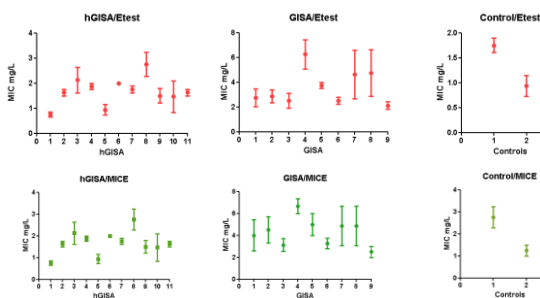 hGISA/Etest
MIC mg/L
4
3
2
1
0
1 2 3 4 5 6 7 8 9 10 11
hGISA
GISA/Etest
MIC mg/L
8
6
4
2
0
1 2 3 4 5 6 7 8 9
GISA
Control/Etest
MIC mg/L
2.0
1.5
1.0
0.5
0.0
1 2
Controls
hGISA/MICE
MIC mg/L
4
3
2
1
0
1 2 3 4 5 6 7 8 9 10 11
hGISA
GISA/MICE
MIC mg/L
8
6
4
2
0
1 2 3 4 5 6 7 8 9
GISA
Control/MICE
MIC mg/L
4
3
2
1
0
1 2
Controls